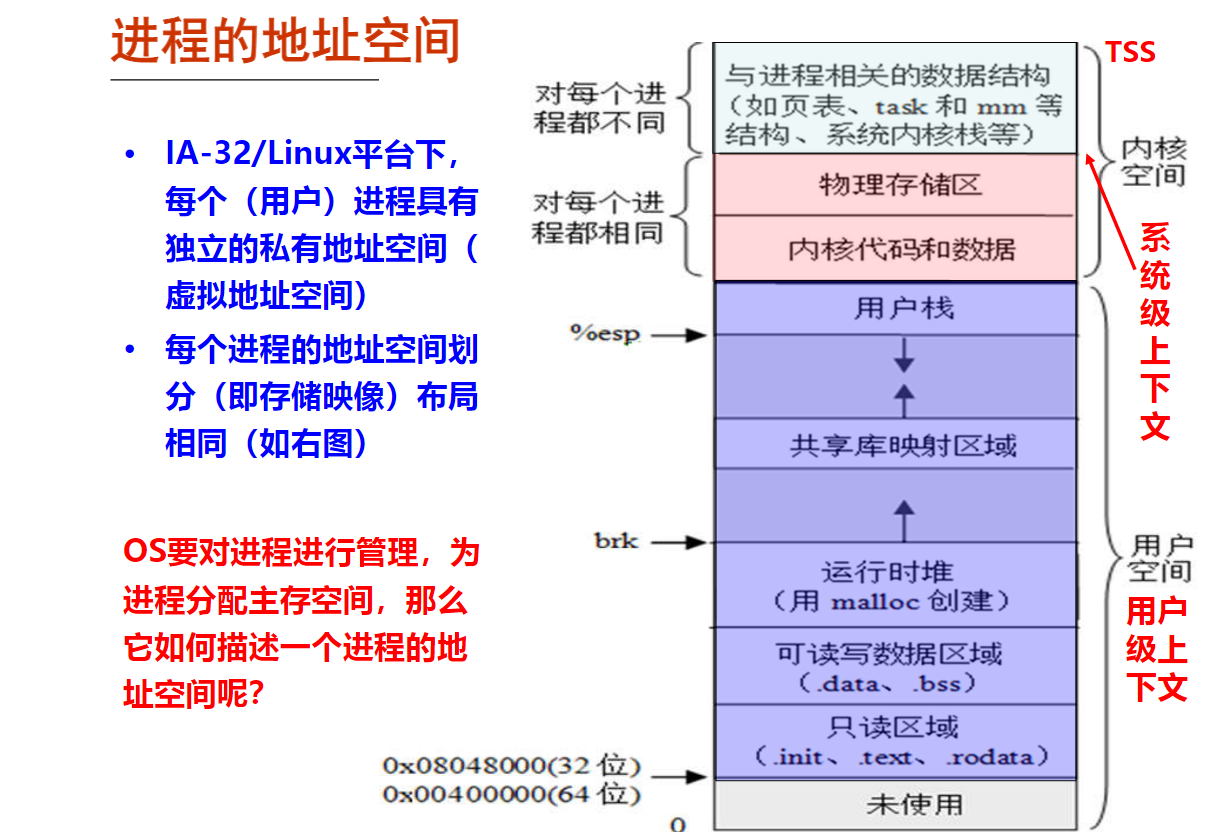 进程的地址空间
• IA-32/Linux平台下，
每个（用户）进程具有
独立的私有地址空间（
虚拟地址空间）
• 每个进程的地址空间划
分（即存储映像）布局
相同（如右图）
OS要对进程进行管理，为
进程分配主存空间，那么
它如何描述一个进程的地
址空间呢？
TSS
对每个进
程都不同
与进程相关的数据结构
（如页表、task 和 mm 等
结构、系统内核栈等）
内核
空间
对每个进
程都相同
物理存储区
内核代码和数据
系
统
级
上
下
文
用户栈
%esp
共享库映射区域
brk
运行时堆
（用 malloc 创建）
用户
空间
用户
级上
下文
可读写数据区域
（.data、.bss）
只读区域
（.init、.text、.rodata）
0x08048000(32 位)
0x00400000(64 位)
未使用
0